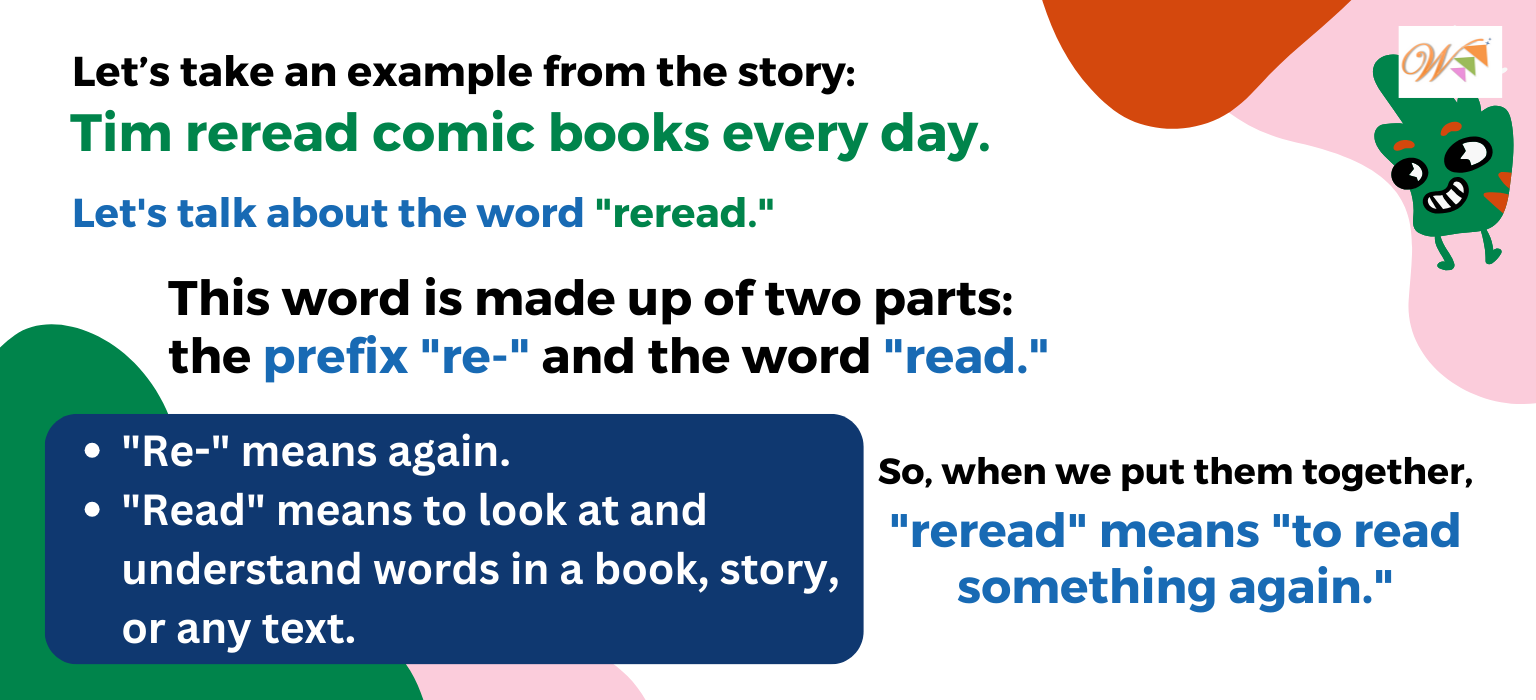 Let’s take an example from the story:
Tim reread comic books every day.
Let's talk about the word "reread."
This word is made up of two parts:
the prefix "re-" and the word "read."
• "Re-" means again.
• "Read" means to look at and
understand words in a book, story,
or any text.
So, when we put them together,
"reread" means "to read
something again."
W